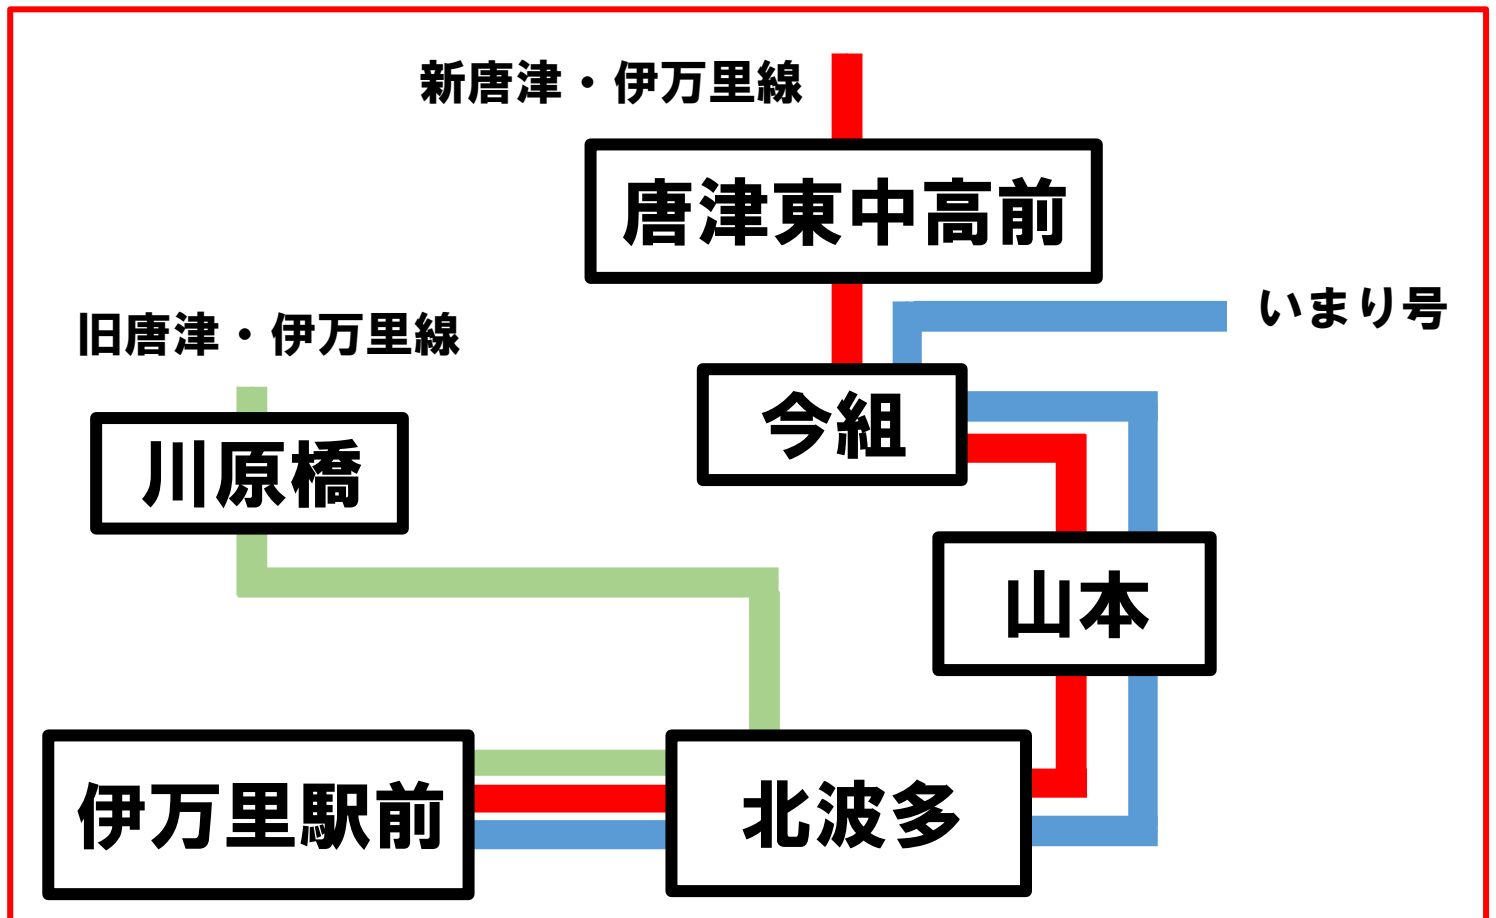 新唐津・伊万里線
唐津東中高前
いまり号
旧唐津・伊万里線
今組
川原橋
山本
伊万里駅前
北波多